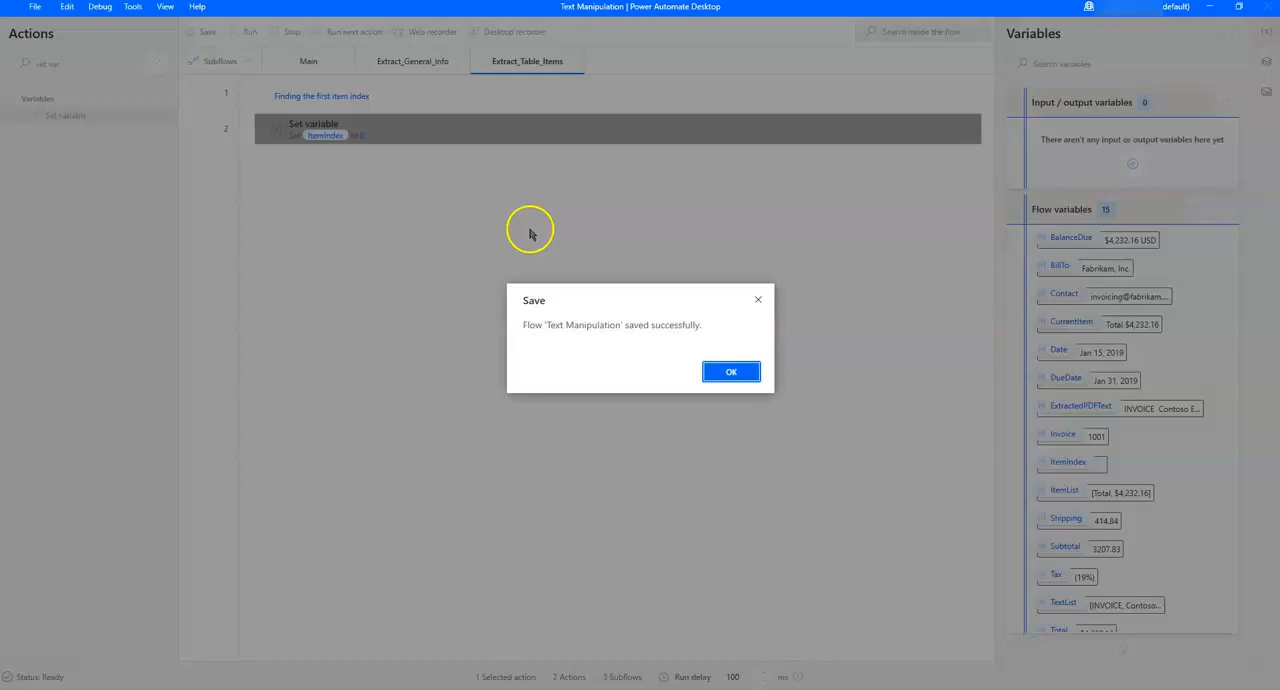 File Edit Debug Tools View Help
Text Manipulation | Power Automate Desktop
default)
Actions
set var
Variables
Set variable
Save Run Stop Run next action Web recorder Desktop recorder
Search inside the flow
Subflows Main Extract_General_Info Extract_Table_Items
1 Finding the first item index
2 Set variable
Set ItemIndex to 0
Save
Flow 'Text Manipulation' saved successfully.
OK
Variables
Search variables
Input / output variables 0
There aren't any input or output variables here yet
Flow variables 15
BalanceDue $4,232.16 USD
BillTo Fabrikam, Inc.
Contact invoicing@fabrikam....
CurrentItem Total $4,232.16
Date Jan 15, 2019
DueDate Jan 31, 2019
ExtractedPDFText INVOICE Contoso E...
Invoice 1001
ItemIndex
ItemList [Total, $4,232.16]
Shipping 414.84
Subtotal 3207.83
Tax (19%)
TextList [INVOICE, Contoso...
Total
Status: Ready
1 Selected action 2 Actions 3 Subflows Run delay 100 ms